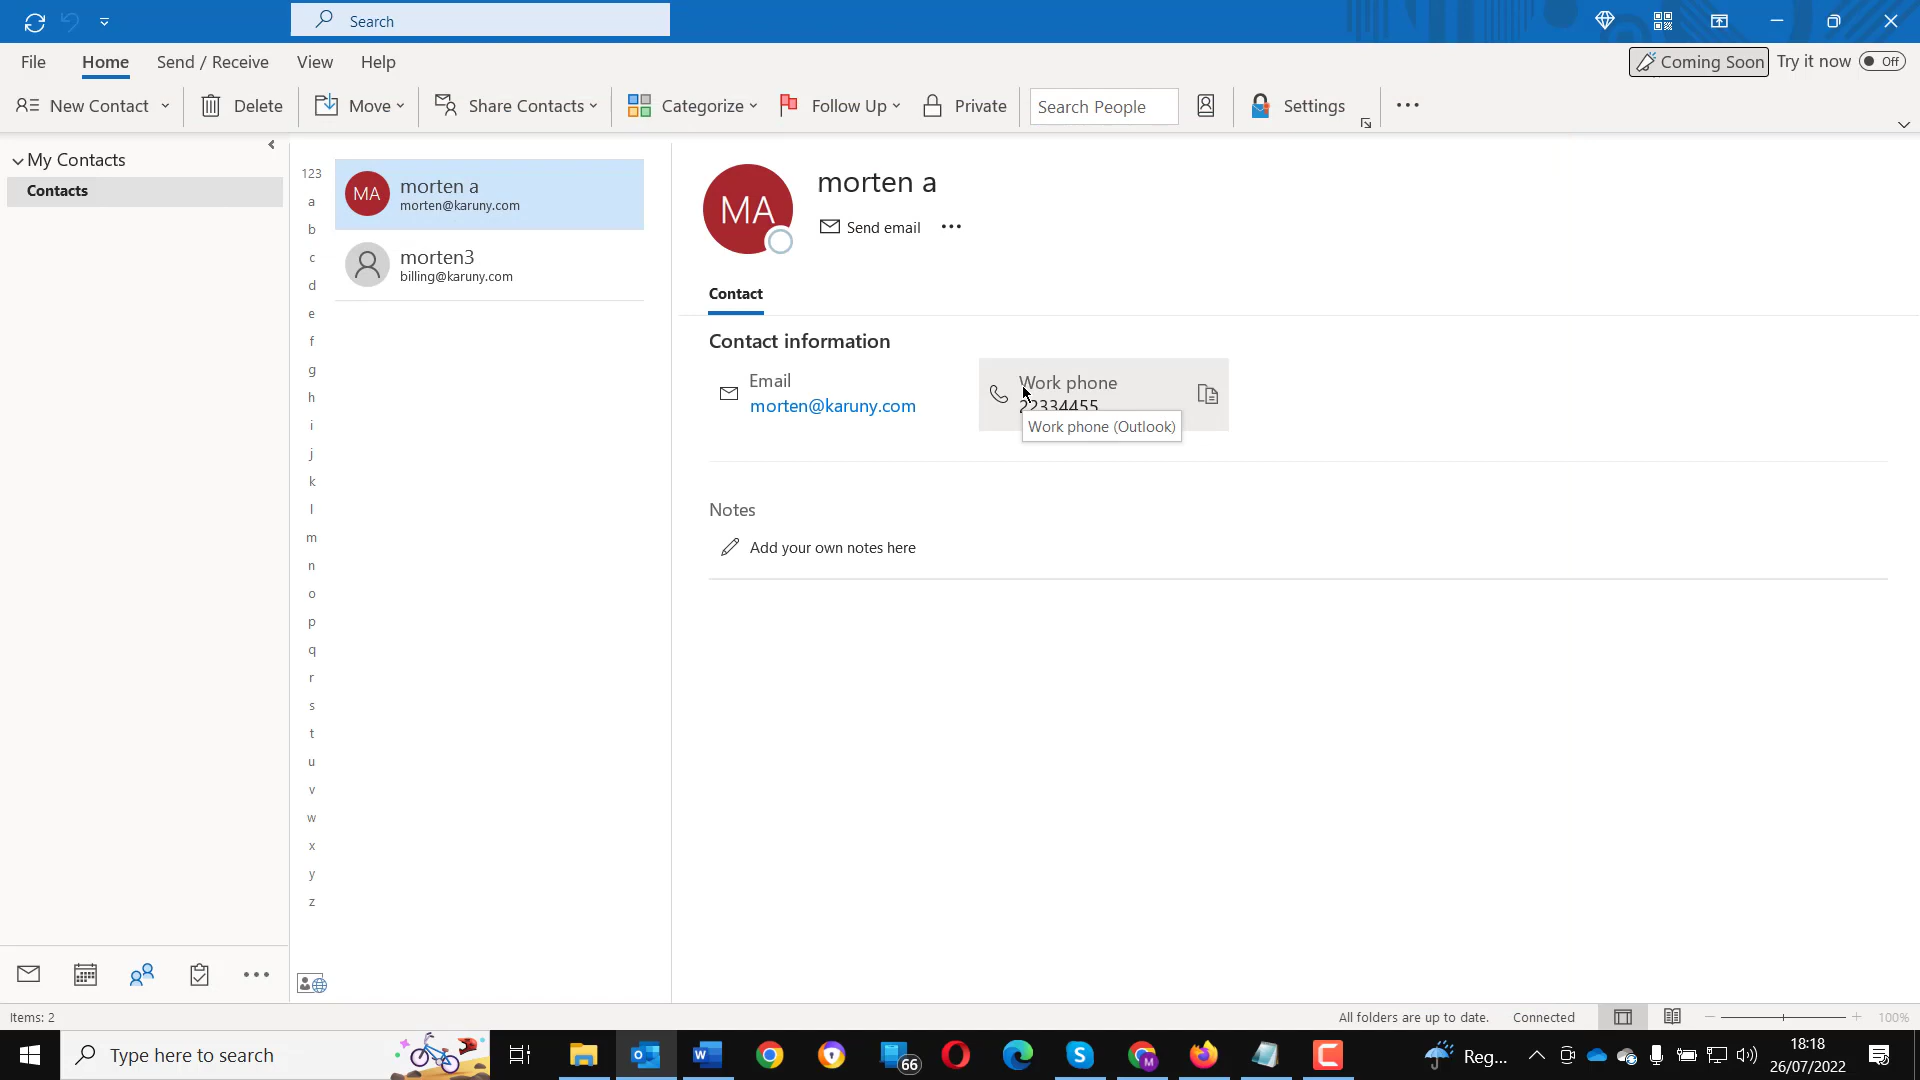 Search
File Home Send / Receive View Help
Coming Soon Try it now Off
New Contact Delete Move Share Contacts Categorize Follow Up Private Search People Settings
My Contacts
Contacts
123
a
b
c
d
e
f
g
h
i
j
k
l
m
n
o
p
q
r
s
t
u
v
w
x
y
z
MA
morten a
morten@karuny.com
morten3
billing@karuny.com
MA
morten a
Send email
Contact
Contact information
Email
morten@karuny.com
Work phone
22334455
Work phone (Outlook)
Notes
Add your own notes here
Items: 2
All folders are up to date. Connected 100%
Type here to search
66
M
Reg...
18:18
26/07/2022